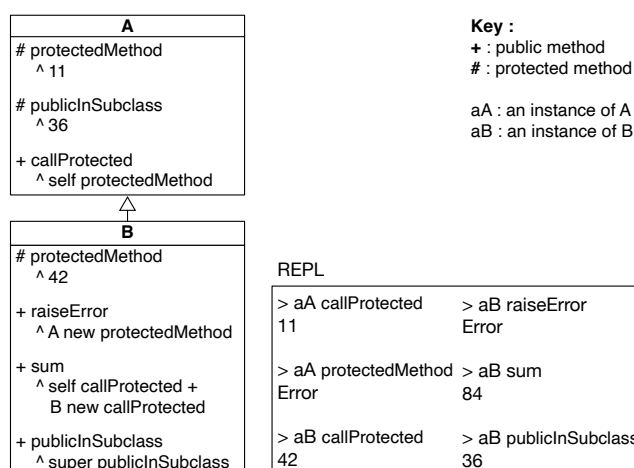 A
# protectedMethod
^ 11
# publicInSubclass
^ 36
+ callProtected
^ self protectedMethod
B
# protectedMethod
^ 42
+ raiseError
^ A new protectedMethod
+ sum
^ self callProtected +
B new callProtected
+ publicInSubclass
^ super publicInSubclass
Key :
+ : public method
# : protected method
aA : an instance of A
aB : an instance of B
REPL
> aA callProtected
11
> aA protectedMethod
Error
> aB callProtected
42
> aB raiseError
Error
> aB sum
84
> aB publicInSubclass
36